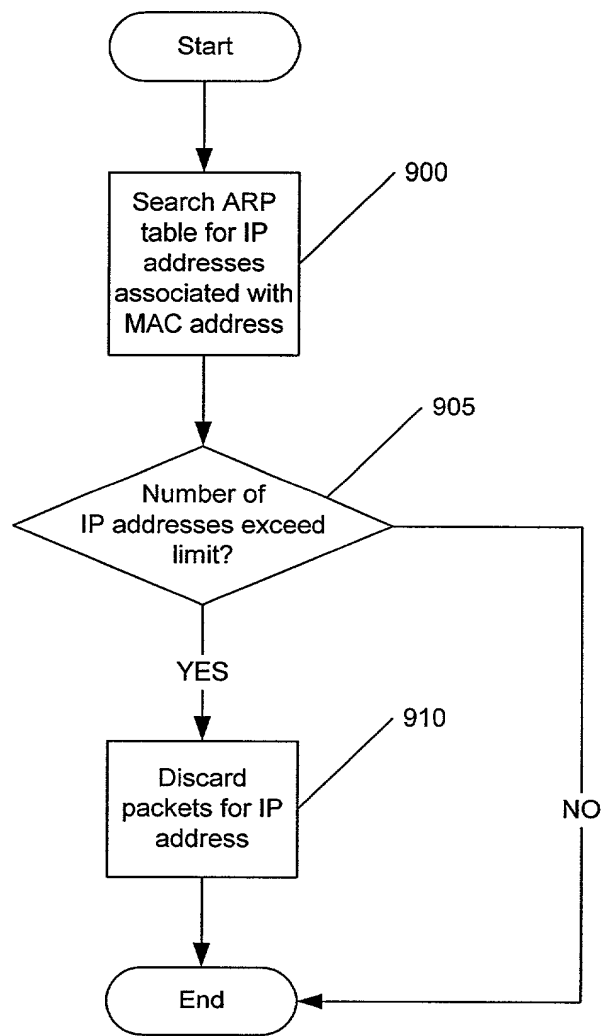 Start
900
Search ARP
table for IP
addresses
associated with
MAC address
905
Number of
IP addresses exceed
limit?
YES
910
Discard
packets for IP
address
NO
End